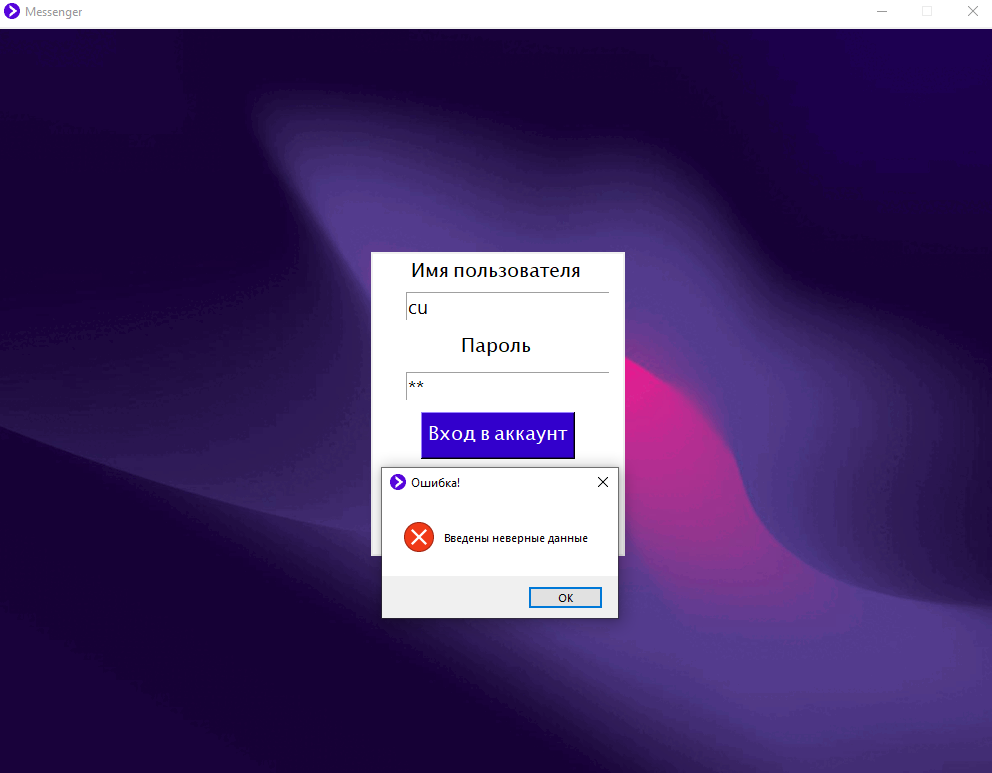 Messenger
Имя пользователя
cu
Пароль
**
Вход в аккаунт
Ошибка!
Введены неверные данные
OK